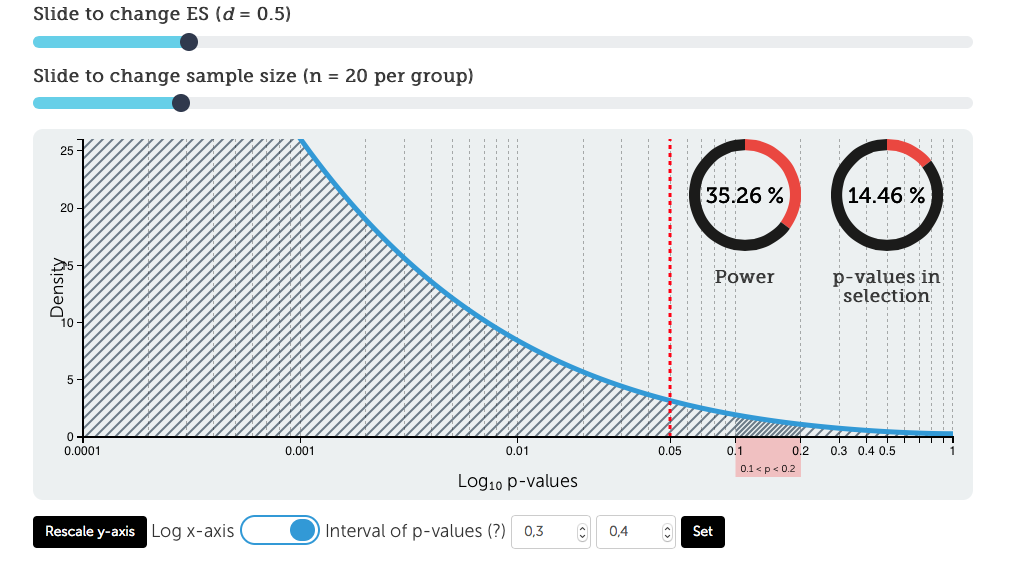 Slide to change ES (d = 0.5)
Slide to change sample size (n = 20 per group)
25
20
15
10
5
0
Density
35.26 %
Power
14.46 %
p-values in
selection
0.0001
0.001
0.01
0.05
0.1
0.2
0.3
0.4
0.5
1
0.1 < p < 0.2
Log₁₀ p-values
Rescale y-axis
Log x-axis
Interval of p-values (?)
0,3
0,4
Set